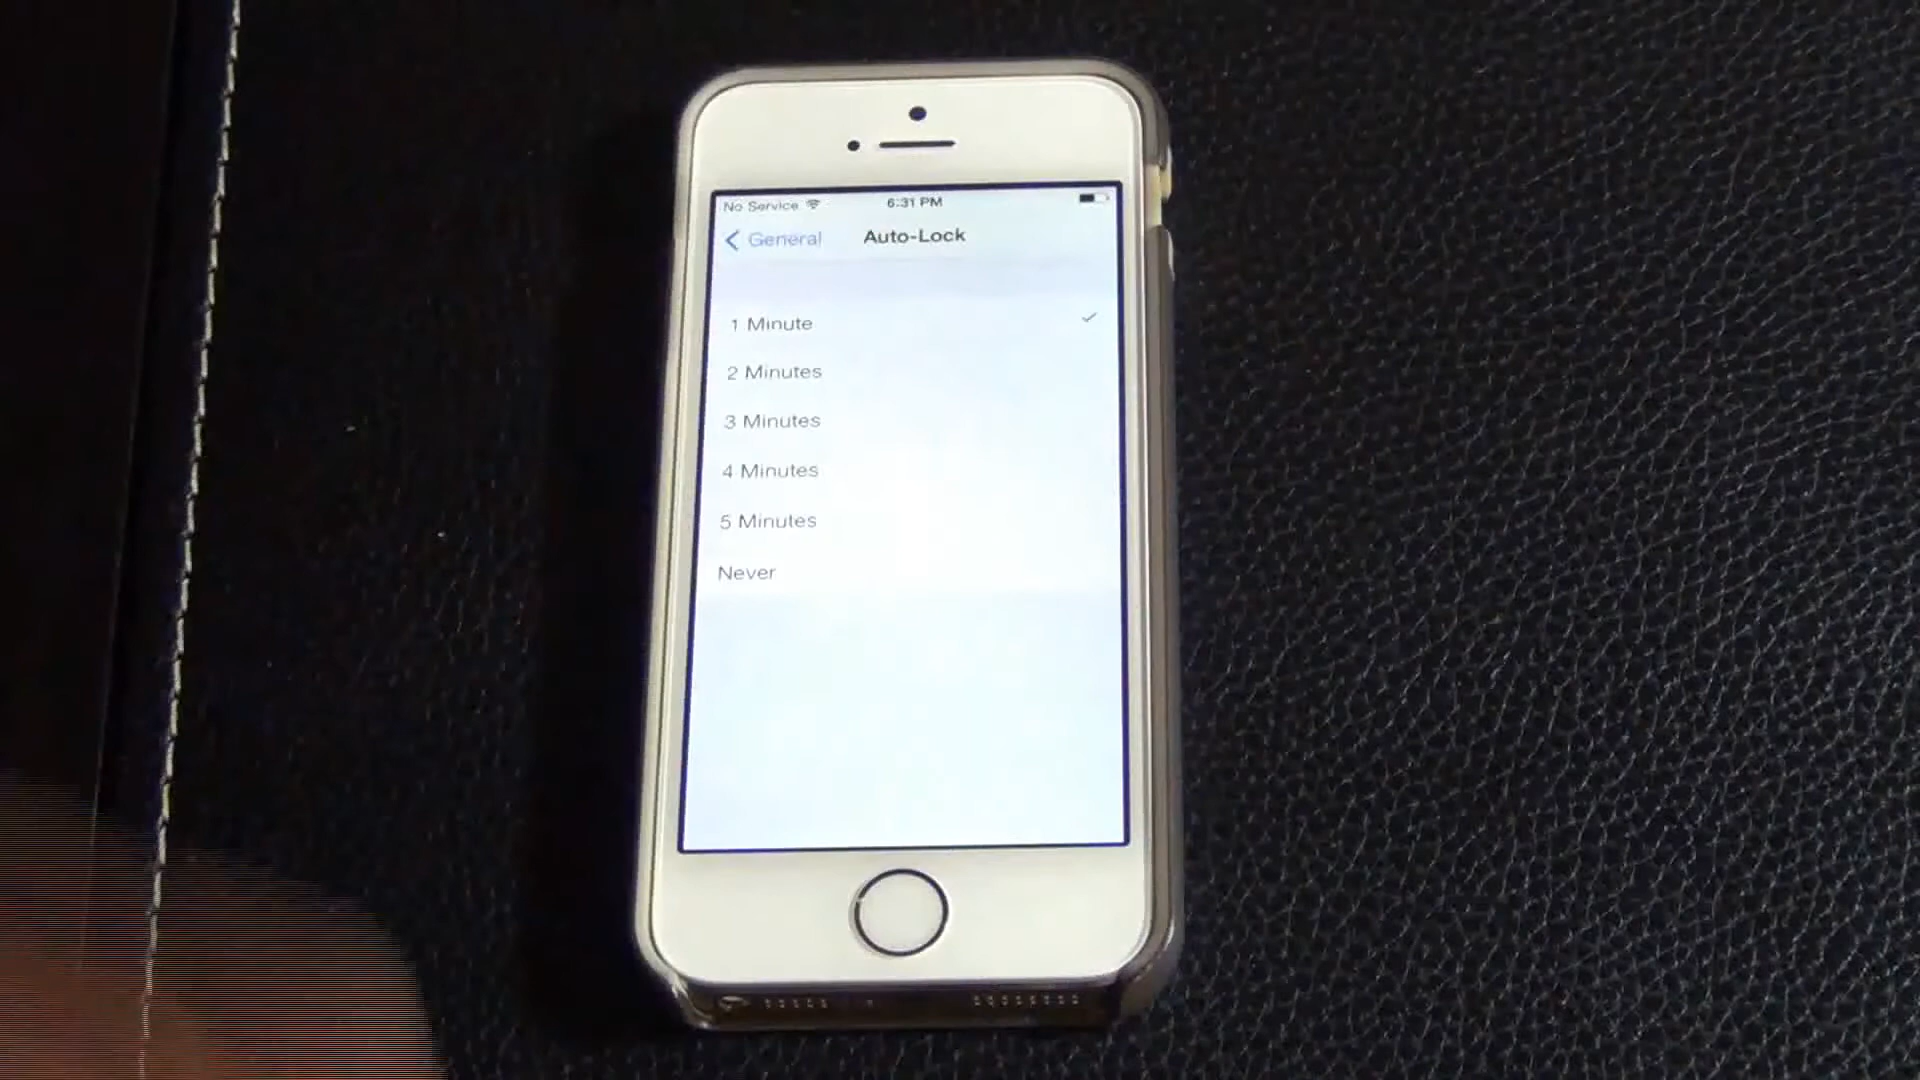 No Service 6:31 PM
General Auto-Lock
1 Minute
2 Minutes
3 Minutes
4 Minutes
5 Minutes
Never